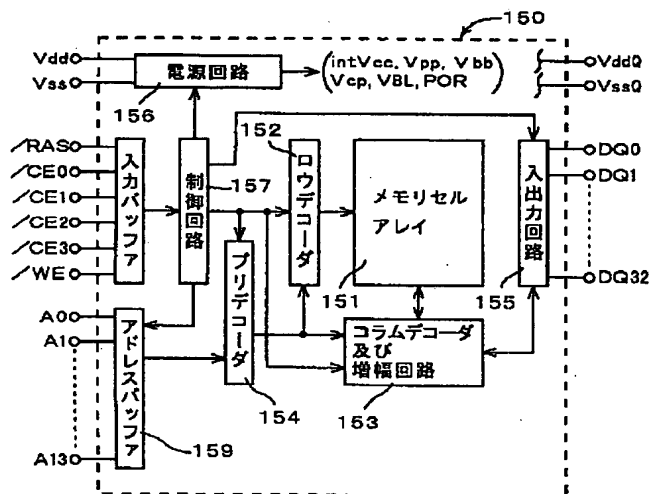 150
Vdd
Vss
電源回路
156
(intVcc, Vpp, Vbb
Vcp, VBL, POR)
VddQ
VssQ
/RAS
/CE0
/CE1
/CE2
/CE3
/WE
入力バッファ
制御回路
157
152
ロウデコーダ
メモリセル
アレイ
151
入出力回路
155
DQ0
DQ1
DQ32
A0
A1
A13
アドレスバッファ
159
プリデコーダ
154
コラムデコーダ
及び
増幅回路
153